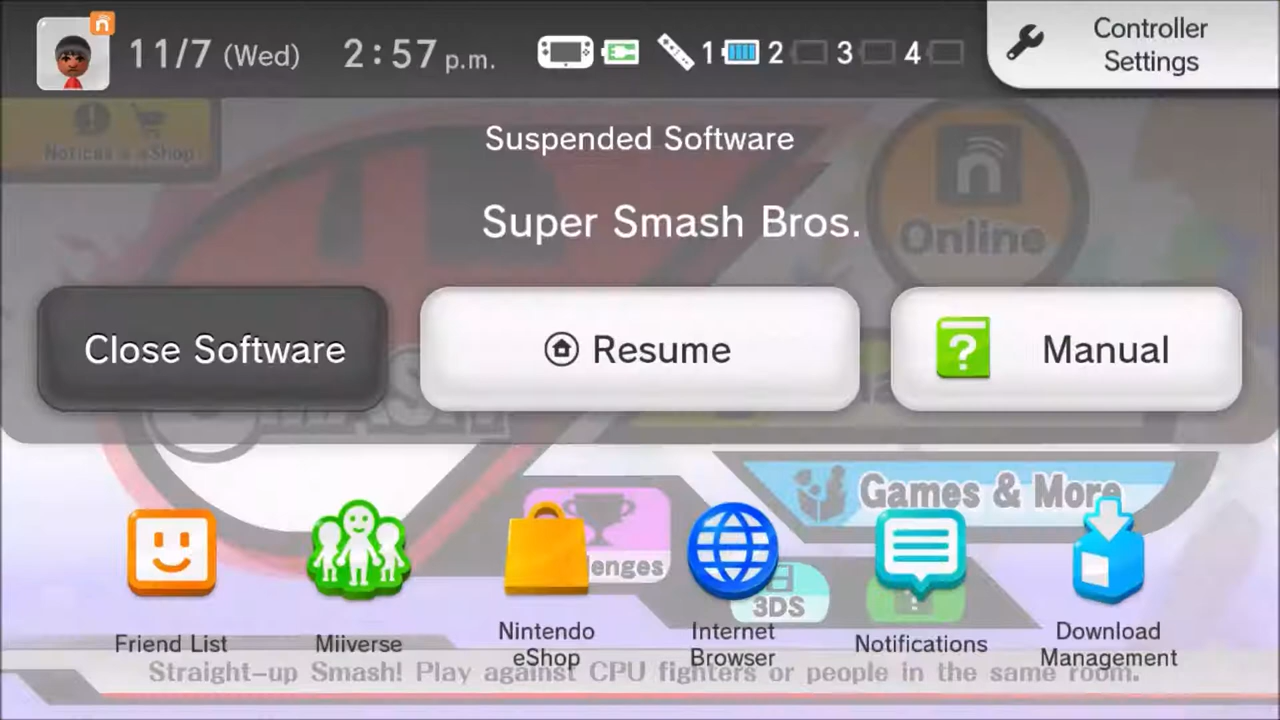 11/7 (Wed) 2:57 p.m. 1 2 3 4
Controller
Settings
Notices & eShop
Suspended Software
Super Smash Bros.
Online
Close Software
Resume
Manual
SMASH
Games & More
lenges
3DS
Friend List
Miiverse
Nintendo
eShop
Internet
Browser
Notifications
Download
Management
Straight-up Smash! Play against CPU fighters or people in the same room.